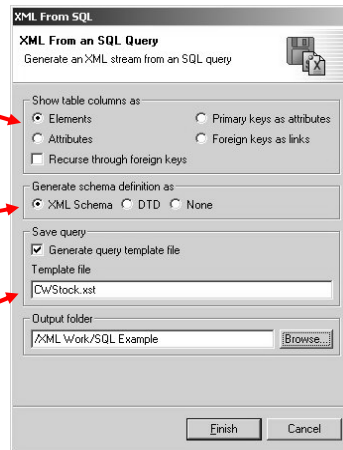 XML From SQL
XML From an SQL Query
Generate an XML stream from an SQL query
Show table columns as
Elements
Primary keys as attributes
Attributes
Foreign keys as links
Recurse through foreign keys
Generate schema definition as
XML Schema DTD None
Save query
Generate query template file
Template file
CWStock.xst
Output folder
/XML Work/SQL Example Browse...
Finish Cancel